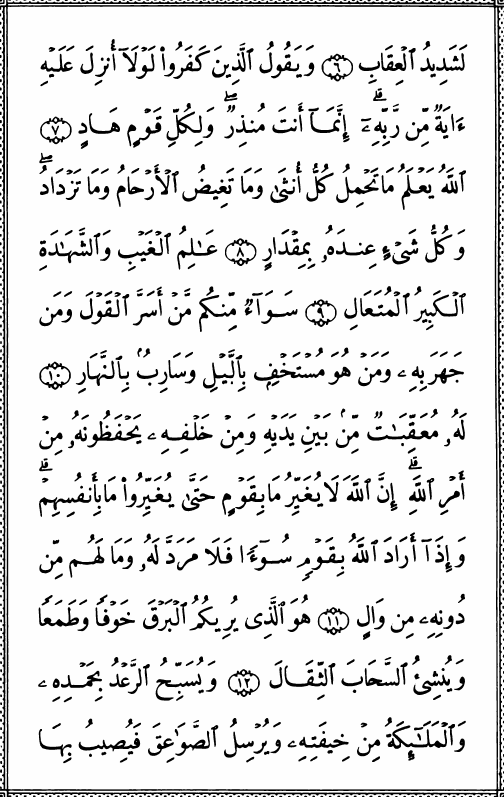 لَشَدِيدُ ٱلۡعِقَابِ ٦ وَيَقُولُ ٱلَّذِينَ كَفَرُواْ لَوۡلَآ أُنزِلَ عَلَيۡهِ
ءَايَةٞ مِّن رَّبِّهِۦٓۗ إِنَّمَآ أَنتَ مُنذِرٞۖ وَلِكُلِّ قَوۡمٍ هَادٍ ٧
ٱللَّهُ يَعۡلَمُ مَا تَحۡمِلُ كُلُّ أُنثَىٰ وَمَا تَغِيضُ ٱلۡأَرۡحَامُ وَمَا تَزۡدَادُۖ
وَكُلُّ شَيۡءٍ عِندَهُۥ بِمِقۡدَارٍ ٨ عَٰلِمُ ٱلۡغَيۡبِ وَٱلشَّهَٰدَةِ
ٱلۡكَبِيرُ ٱلۡمُتَعَالِ ٩ سَوَآءٞ مِّنكُم مَّنۡ أَسَرَّ ٱلۡقَوۡلَ وَمَن
جَهَرَ بِهِۦ وَمَنۡ هُوَ مُسۡتَخۡفِۭ بِٱلَّيۡلِ وَسَارِبُۢ بِٱلنَّهَارِ ١٠
لَهُۥ مُعَقِّبَٰتٞ مِّنۢ بَيۡنِ يَدَيۡهِ وَمِنۡ خَلۡفِهِۦ يَحۡفَظُونَهُۥ مِنۡ
أَمۡرِ ٱللَّهِۗ إِنَّ ٱللَّهَ لَا يُغَيِّرُ مَا بِقَوۡمٍ حَتَّىٰ يُغَيِّرُواْ مَا بِأَنفُسِهِمۡۗ
وَإِذَآ أَرَادَ ٱللَّهُ بِقَوۡمٖ سُوٓءٗا فَلَا مَرَدَّ لَهُۥۚ وَمَا لَهُم مِّن
دُونِهِۦ مِن وَالٍ ١١ هُوَ ٱلَّذِي يُرِيكُمُ ٱلۡبَرۡقَ خَوۡفٗا وَطَمَعٗا
وَيُنشِئُ ٱلسَّحَابَ ٱلثِّقَالَ ١٢ وَيُسَبِّحُ ٱلرَّعۡدُ بِحَمۡدِهِۦ
وَٱلۡمَلَٰٓئِكَةُ مِنۡ خِيفَتِهِۦ وَيُرۡسِلُ ٱلصَّوَٰعِقَ فَيُصِيبُ بِهَا